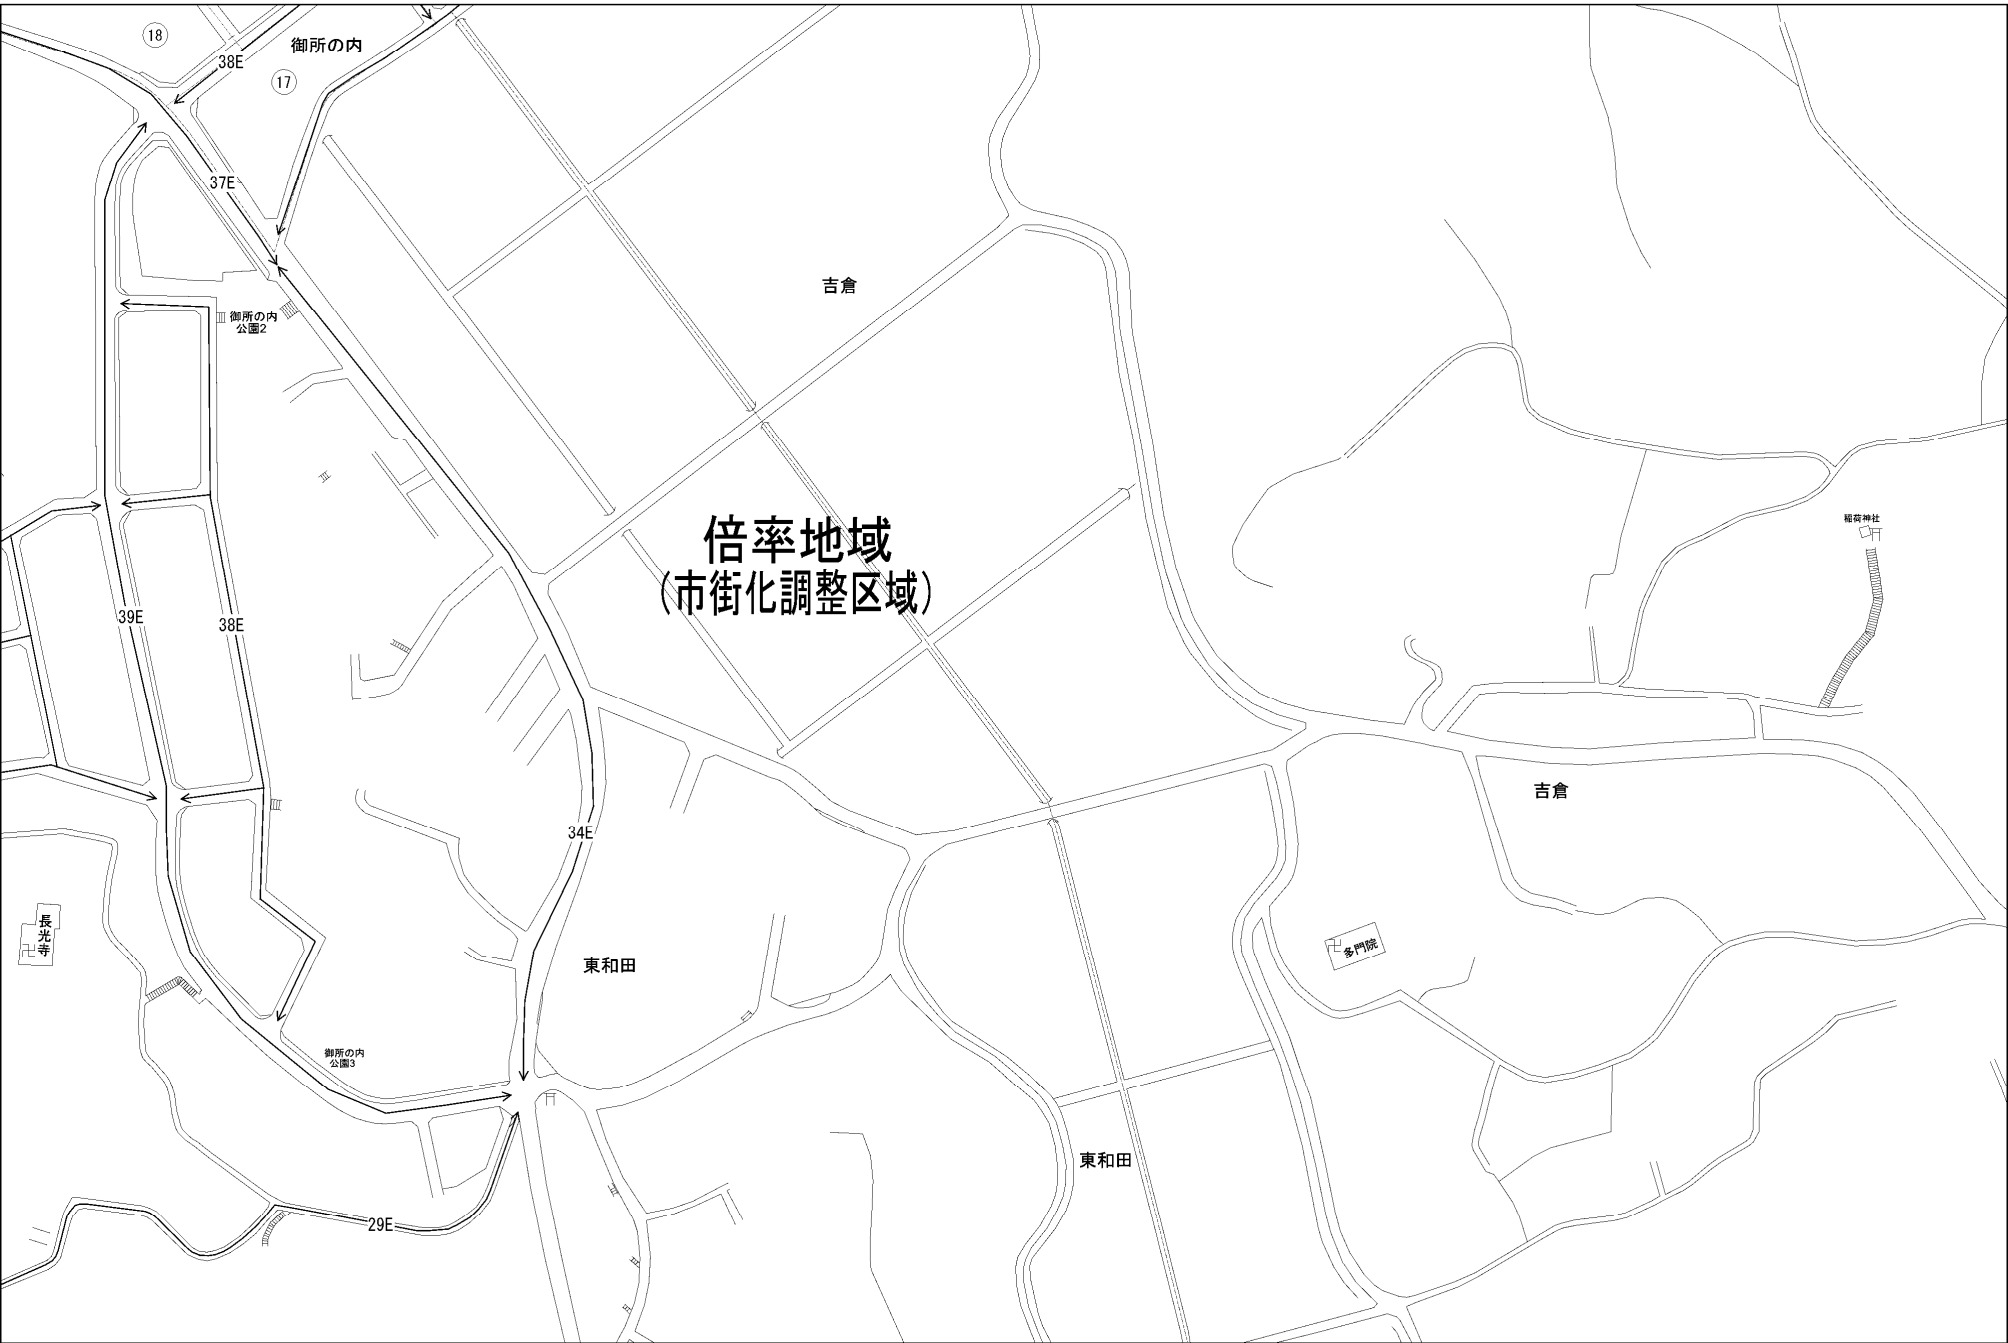 ⑱
御所の内
38E
⑰
37E
吉倉
御所の内
公園2
倍率地域
(市街化調整区域)
稲荷神社
39E
38E
吉倉
34E
長光寺
多門院
東和田
御所の内
公園3
東和田
29E